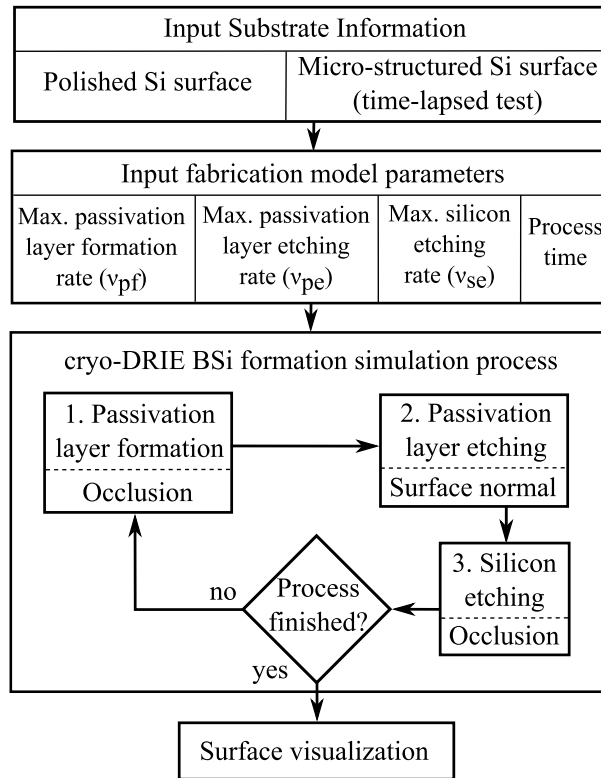 Input Substrate Information
Polished Si surface
Micro-structured Si surface
(time-lapsed test)
Input fabrication model parameters
Max. passivation
layer formation
rate (νpf)
Max. passivation
layer etching
rate (νpe)
Max. silicon
etching
rate (νse)
Process
time
cryo-DRIE BSi formation simulation process
1. Passivation
layer formation
Occlusion
2. Passivation
layer etching
Surface normal
3. Silicon
etching
Occlusion
Process
finished?
no
yes
Surface visualization